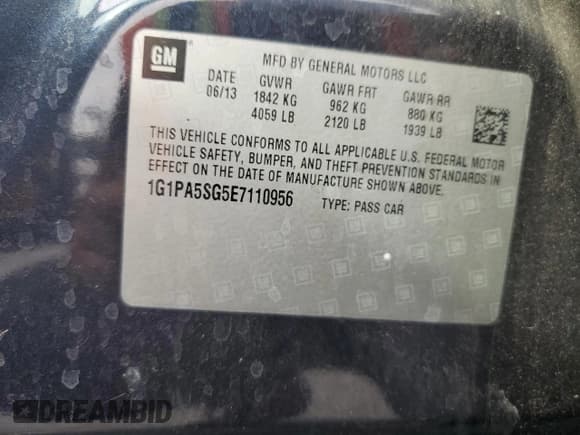 GM
MFD BY GENERAL MOTORS LLC
DATE GVWR GAWR FRT GAWR RR
06/13 1842 KG 962 KG 880 KG
4059 LB 2120 LB 1939 LB
THIS VEHICLE CONFORMS TO ALL APPLICABLE U.S. FEDERAL MOTOR
VEHICLE SAFETY, BUMPER, AND THEFT PREVENTION STANDARDS IN
EFFECT ON THE DATE OF MANUFACTURE SHOWN ABOVE.
1G1PA5SG5E7110956 TYPE: PASS CAR
DREAMBID